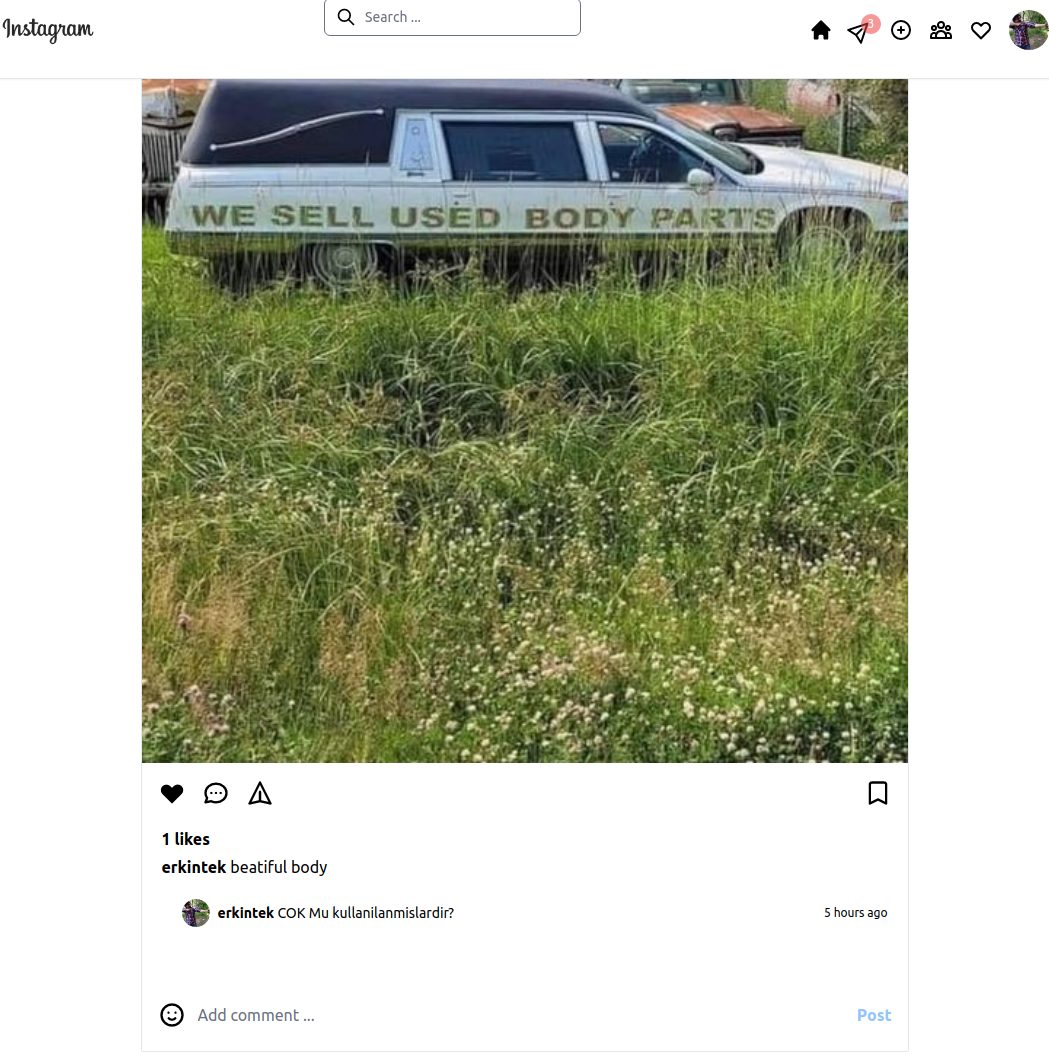 Instagram
Search ...
3
WE SELL USED BODY PARTS
1 likes
erkintek beatiful body
erkintek COK Mu kullanilanmislardir?
5 hours ago
Add comment ...
Post